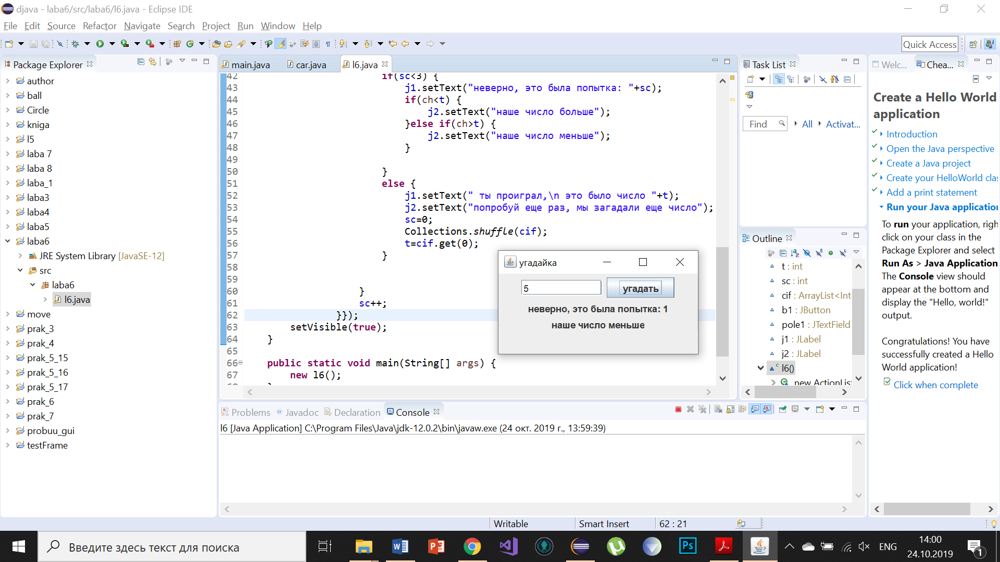 djava - laba6/src/laba6/l6.java - Eclipse IDE
File Edit Source Refactor Navigate Search Project Run Window Help
Quick Access
Package Explorer
author
ball
Circle
kniga
l5
laba 7
laba 8
laba_1
laba3
laba4
laba5
laba6
JRE System Library [JavaSE-12]
src
laba6
l6.java
move
prak_3
prak_4
prak_5_15
prak_5_16
prak_5_17
prak_6
prak_7
probuu_gui
testFrame
main.java car.java l6.java
42 if(sc<3) {
43 j1.setText("неверно, это была попытка: "+sc);
44 if(ch<t) {
45 j2.setText("наше число больше");
46 }else if(ch>t) {
47 j2.setText("наше число меньше");
48 }
49
50 }
51 else {
52 j1.setText(" ты проиграл,\n это было число "+t);
53 j2.setText("попробуй еще раз, мы загадали еще число");
54 sc=0;
55 Collections.shuffle(cif);
56 t=cif.get(0);
57 }
58
59
60 }
61 sc++;
62 }});
63 setVisible(true);
64 }
65
66 public static void main(String[] args) {
67 new l6();
угадайка
5 угадать
неверно, это была попытка: 1
наше число меньше
Task List
Find All Activat...
Outline
t : int
sc : int
cif : ArrayList<Int
b1 : JButton
pole1 : JTextField
j1 : JLabel
j2 : JLabel
l6()
new ActionList
Welc... Chea...
Create a Hello World
application
Introduction
Open the Java perspective
Create a Java project
Create your HelloWorld clas
Add a print statement
Run your Java application
To run your application, righ
click on your class in the
Package Explorer and select
Run As > Java Application
The Console view should
appear at the bottom and
display the "Hello, world!"
output.
Congratulations! You have
successfully created a Hello
World application!
Click when complete
Problems @ Javadoc Declaration Console
l6 [Java Application] C:\Program Files\Java\jdk-12.0.2\bin\javaw.exe (24 окт. 2019 г., 13:59:39)
Writable Smart Insert 62 : 21
Введите здесь текст для поиска
Ps
ENG
14:00
24.10.2019
1